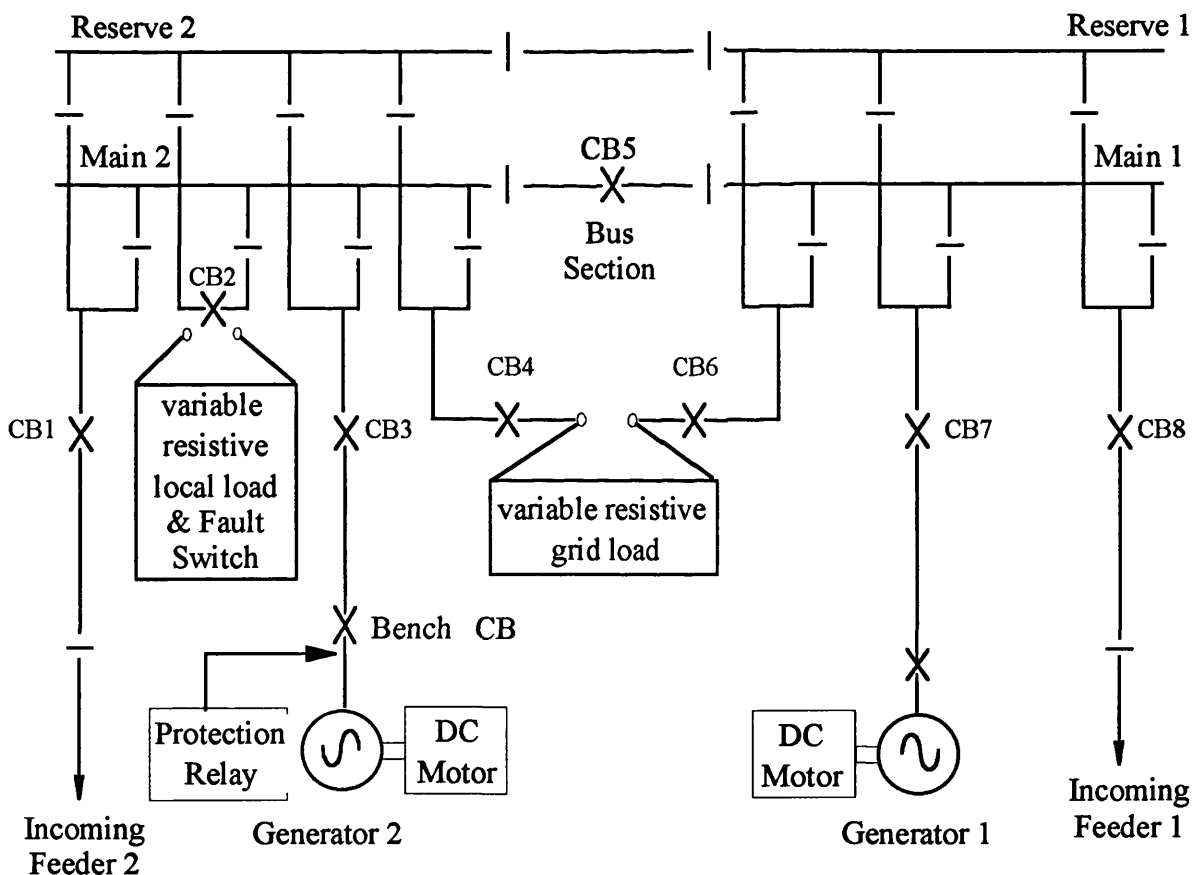 Reserve 2
Reserve 1
Main 2
CB5
Main 1
Bus
Section
CB2
CB4
CB6
variable
resistive
local load
& Fault
Switch
CB1
CB3
CB7
CB8
variable resistive
grid load
Bench CB
Protection
Relay
DC
Motor
DC
Motor
Incoming
Feeder 2
Generator 2
Generator 1
Incoming
Feeder 1